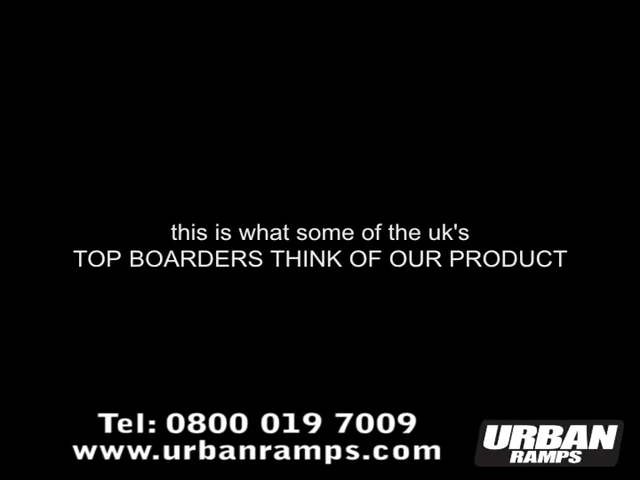 this is what some of the uk's
TOP BOARDERS THINK OF OUR PRODUCT
Tel: 0800 019 7009
www.urbanramps.com
URBAN
RAMPS